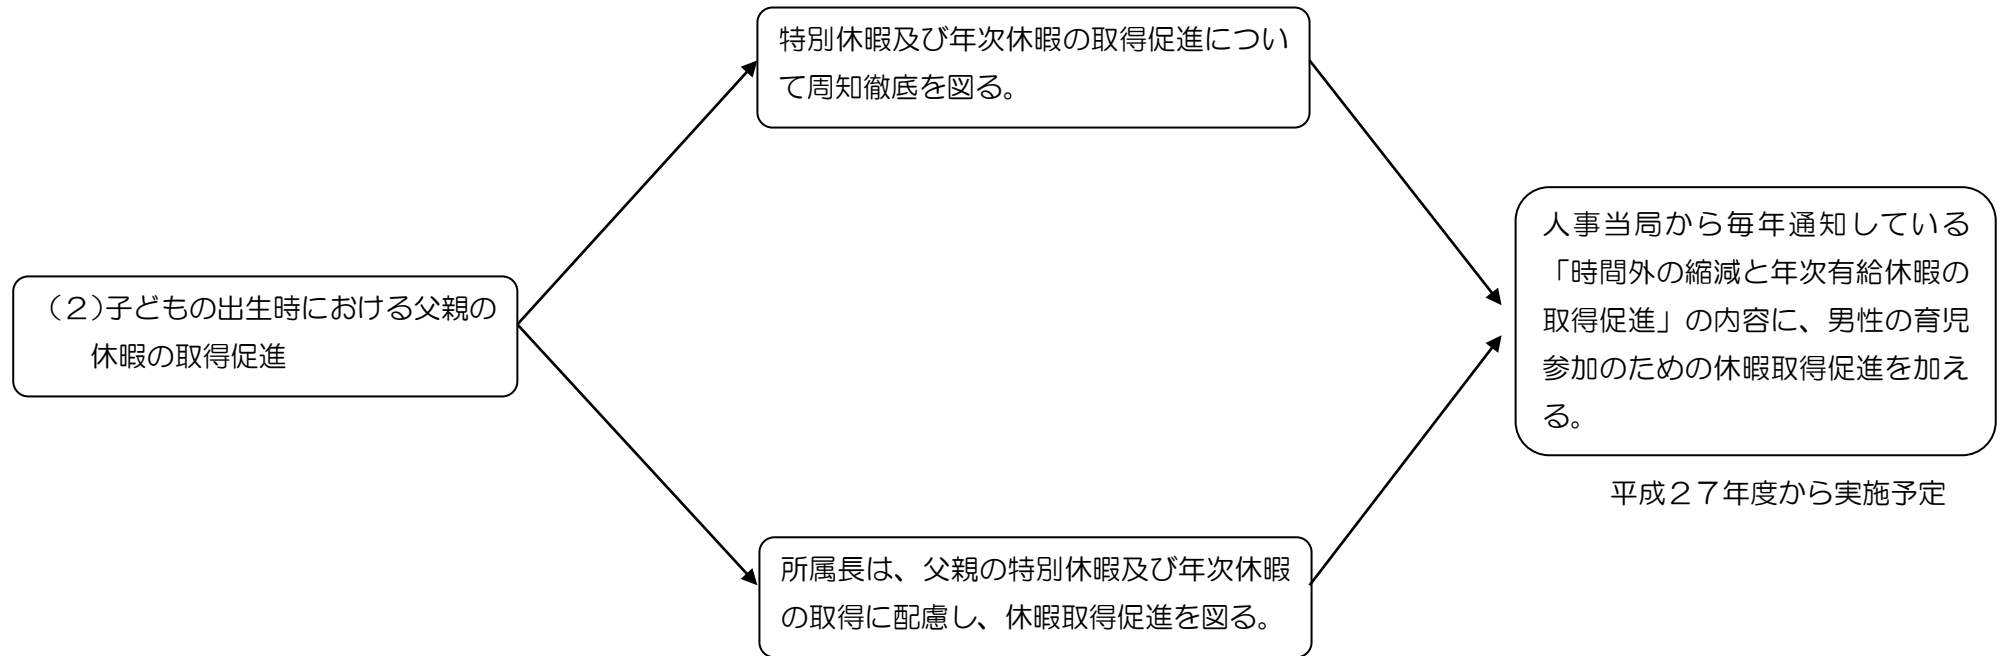 特別休暇及び年次休暇の取得促進につい
て周知徹底を図る。
（２）子どもの出生時における父親の
休暇の取得促進
人事当局から毎年通知している
「時間外の縮減と年次有給休暇の
取得促進」の内容に、男性の育児
参加のための休暇取得促進を加え
る。
平成２７年度から実施予定
所属長は、父親の特別休暇及び年次休暇
の取得に配慮し、休暇取得促進を図る。